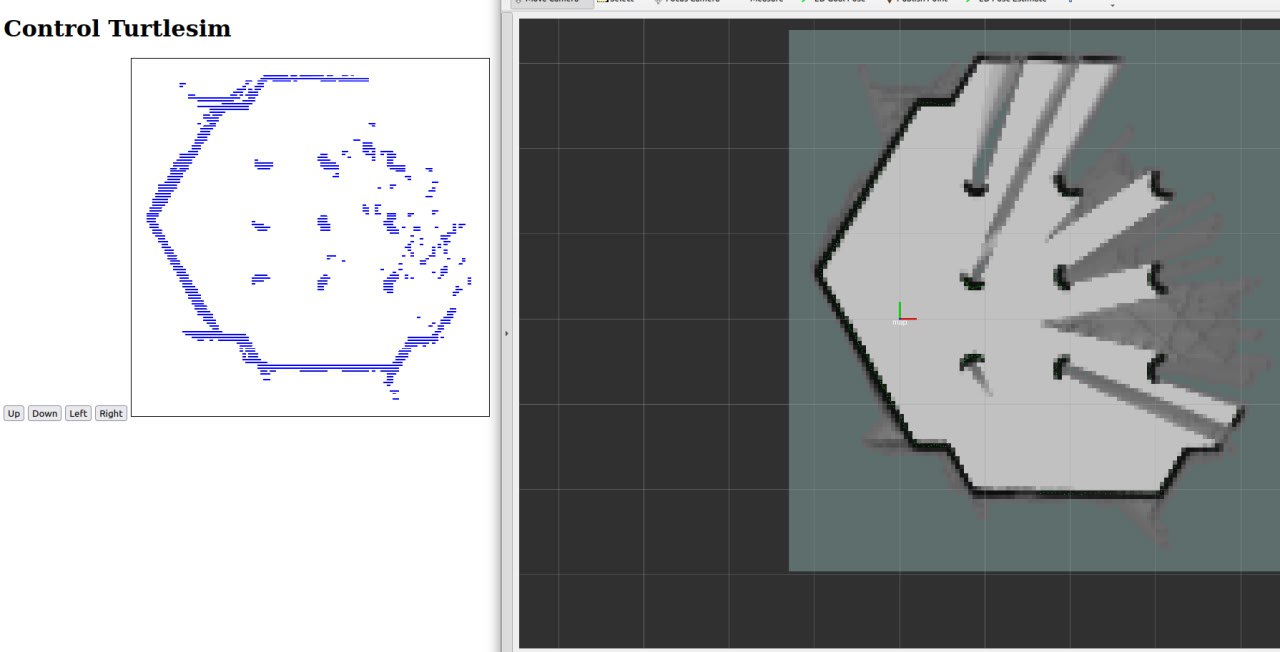 Control Turtlesim
Up Down Left Right
Move Camera Select Focus Camera Measure 2D Goal Pose Publish Point 2D Pose Estimate
map